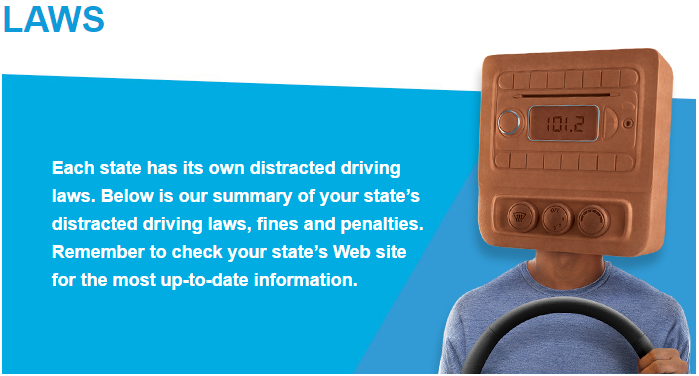 LAWS
Each state has its own distracted driving
laws. Below is our summary of your state's
distracted driving laws, fines and penalties.
Remember to check your state's Web site
for the most up-to-date information.
101.2